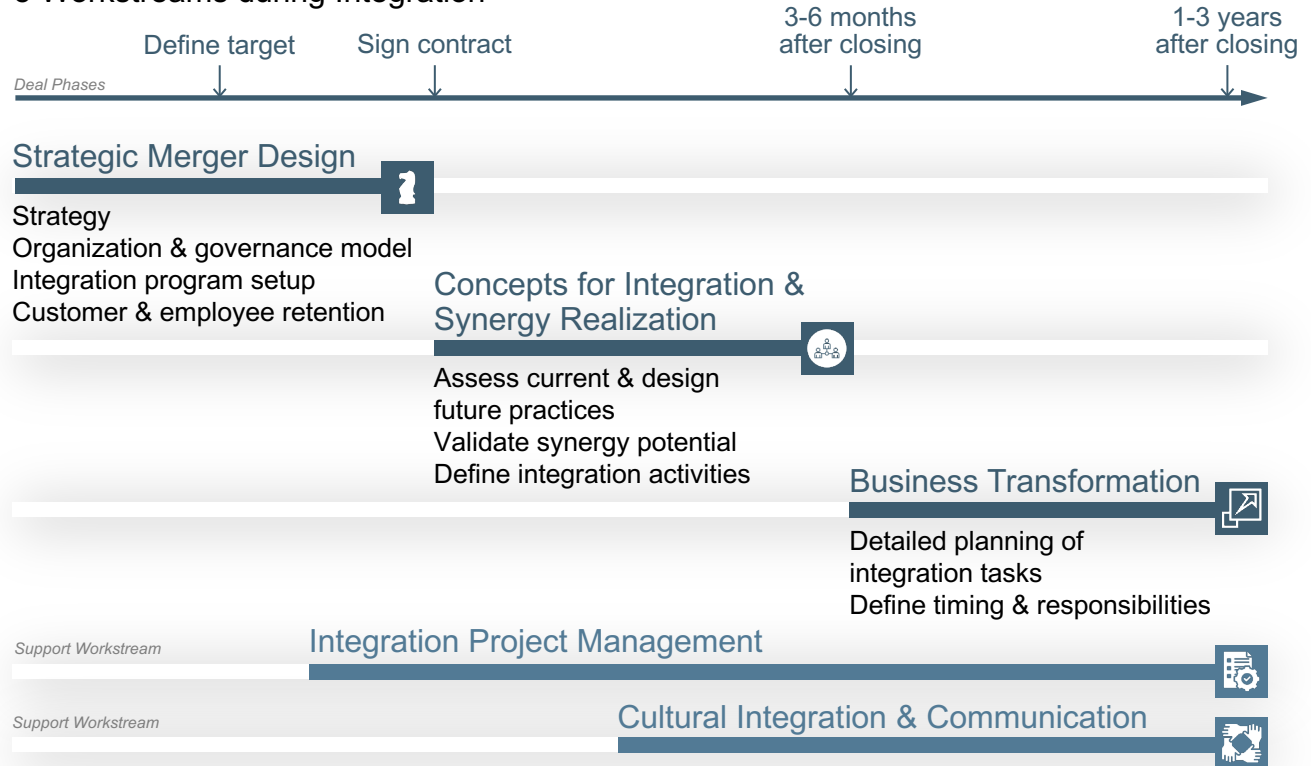 Workstreams during Integration
Define target
Sign contract
3-6 months
after closing
1-3 years
after closing
Deal Phases
Strategic Merger Design
Strategy
Organization & governance model
Integration program setup
Customer & employee retention
Concepts for Integration &
Synergy Realization
Assess current & design
future practices
Validate synergy potential
Define integration activities
Business Transformation
Detailed planning of
integration tasks
Define timing & responsibilities
Support Workstream
Integration Project Management
Support Workstream
Cultural Integration & Communication